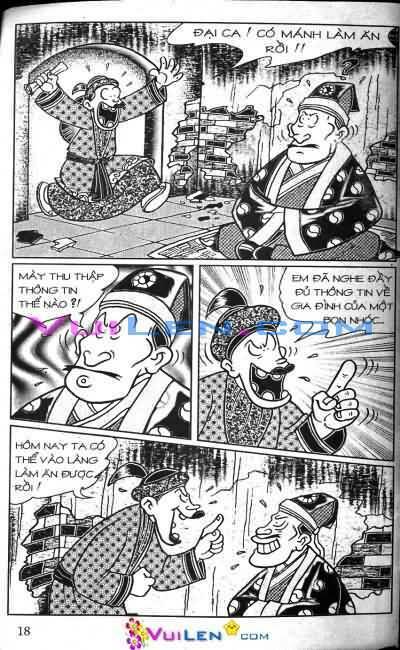 ĐẠI CA! CÓ MÁNH LÀM ĂN
RỒI!!
?
MÀY THU THẬP
THÔNG TIN
THẾ NÀO?!
EM ĐÃ NGHE ĐẦY
ĐỦ THÔNG TIN VỀ
GIA ĐÌNH CỦA MỘT
BỌN NHÓC.
VUILEN.COM
HÔM NAY TA CÓ
THỂ VÀO LÀNG
LÀM ĂN ĐƯỢC
RỒI!
18
VUILEN.COM